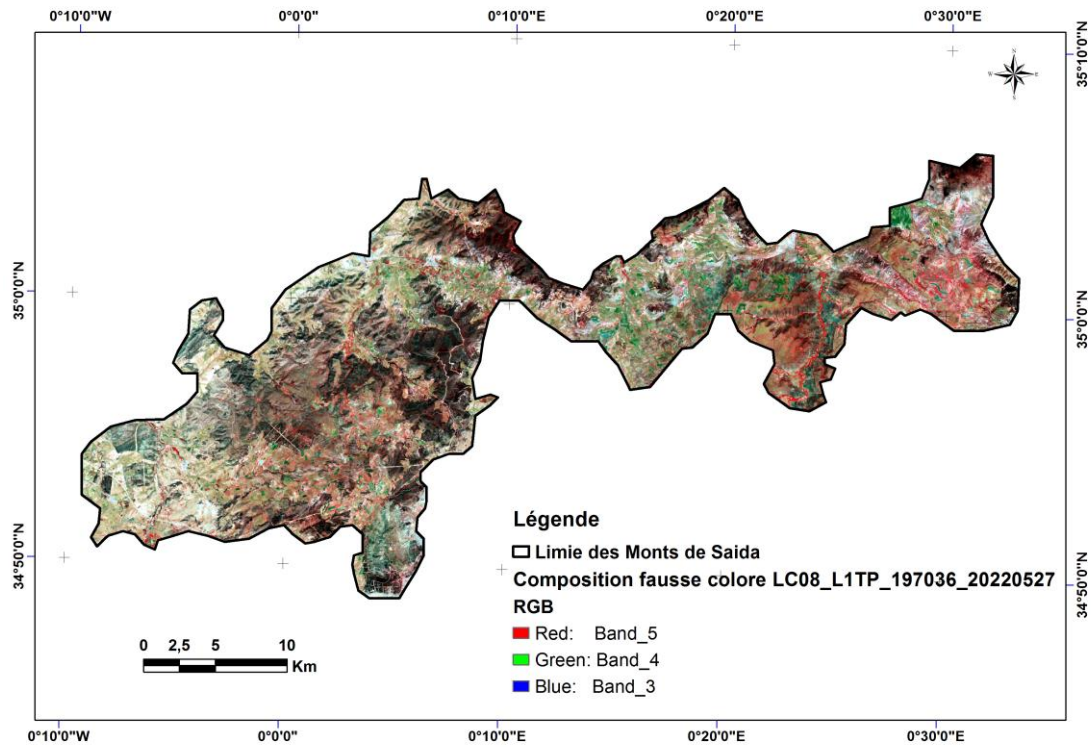 0°10'0"W 0°0'0" 0°10'0"E 0°20'0"E 0°30'0"E
35°10'0"N
N
W E
S
35°0'0"N
35°0'0"N
34°50'0"N
34°50'0"N
Légende
Limie des Monts de Saida
Composition fausse colore LC08_L1TP_197036_20220527
RGB
Red: Band_5
Green: Band_4
Blue: Band_3
0 2,5 5 10
Km
0°10'0"W 0°0'0" 0°10'0"E 0°20'0"E 0°30'0"E